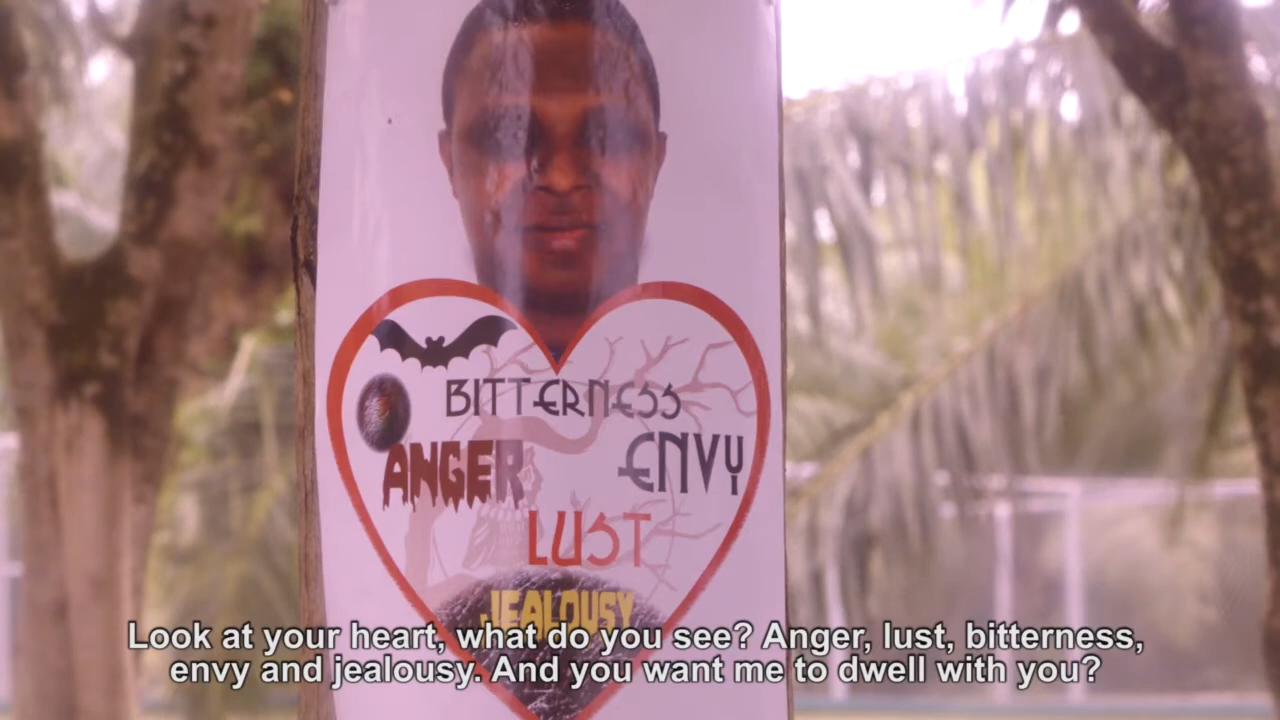 BITTERNESS
ANGER
ENVY
LUST
JEALOUSY
Look at your heart, what do you see? Anger, lust, bitterness,
envy and jealousy. And you want me to dwell with you?